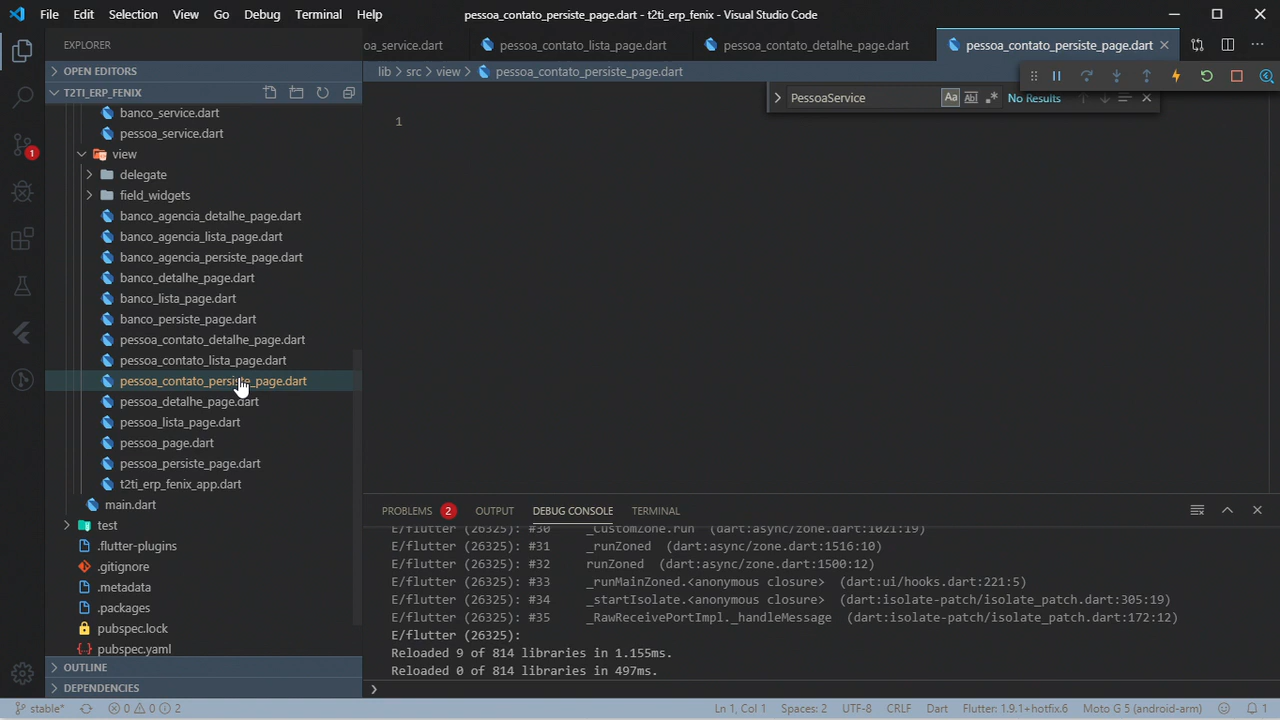 File Edit Selection View Go Debug Terminal Help
pessoa_contato_persiste_page.dart - t2ti_erp_fenix - Visual Studio Code
EXPLORER
OPEN EDITORS
T2TI_ERP_FENIX
banco_service.dart
pessoa_service.dart
view
delegate
field_widgets
banco_agencia_detalhe_page.dart
banco_agencia_lista_page.dart
banco_agencia_persiste_page.dart
banco_detalhe_page.dart
banco_lista_page.dart
banco_persiste_page.dart
pessoa_contato_detalhe_page.dart
pessoa_contato_lista_page.dart
pessoa_contato_persiste_page.dart
pessoa_detalhe_page.dart
pessoa_lista_page.dart
pessoa_page.dart
pessoa_persiste_page.dart
t2ti_erp_fenix_app.dart
main.dart
test
.flutter-plugins
.gitignore
.metadata
.packages
pubspec.lock
pubspec.yaml
OUTLINE
DEPENDENCIES
1
oa_service.dart
pessoa_contato_lista_page.dart
pessoa_contato_detalhe_page.dart
pessoa_contato_persiste_page.dart
lib > src > view > pessoa_contato_persiste_page.dart
PessoaService
Aa
Abl
No Results
1
PROBLEMS 2 OUTPUT DEBUG CONSOLE TERMINAL
E/flutter (26325): #30 _CustomZone.run (dart:async/zone.dart:1021:19)
E/flutter (26325): #31 _runZoned (dart:async/zone.dart:1516:10)
E/flutter (26325): #32 runZoned (dart:async/zone.dart:1500:12)
E/flutter (26325): #33 _runMainZoned.<anonymous closure> (dart:ui/hooks.dart:221:5)
E/flutter (26325): #34 _startIsolate.<anonymous closure> (dart:isolate-patch/isolate_patch.dart:305:19)
E/flutter (26325): #35 _RawReceivePortImpl._handleMessage (dart:isolate-patch/isolate_patch.dart:172:12)
E/flutter (26325):
Reloaded 9 of 814 libraries in 1.155ms.
Reloaded 0 of 814 libraries in 497ms.
stable* 0 0 2
Ln 1, Col 1 Spaces: 2 UTF-8 CRLF Dart Flutter: 1.9.1+hotfix.6 Moto G 5 (android-arm) 1